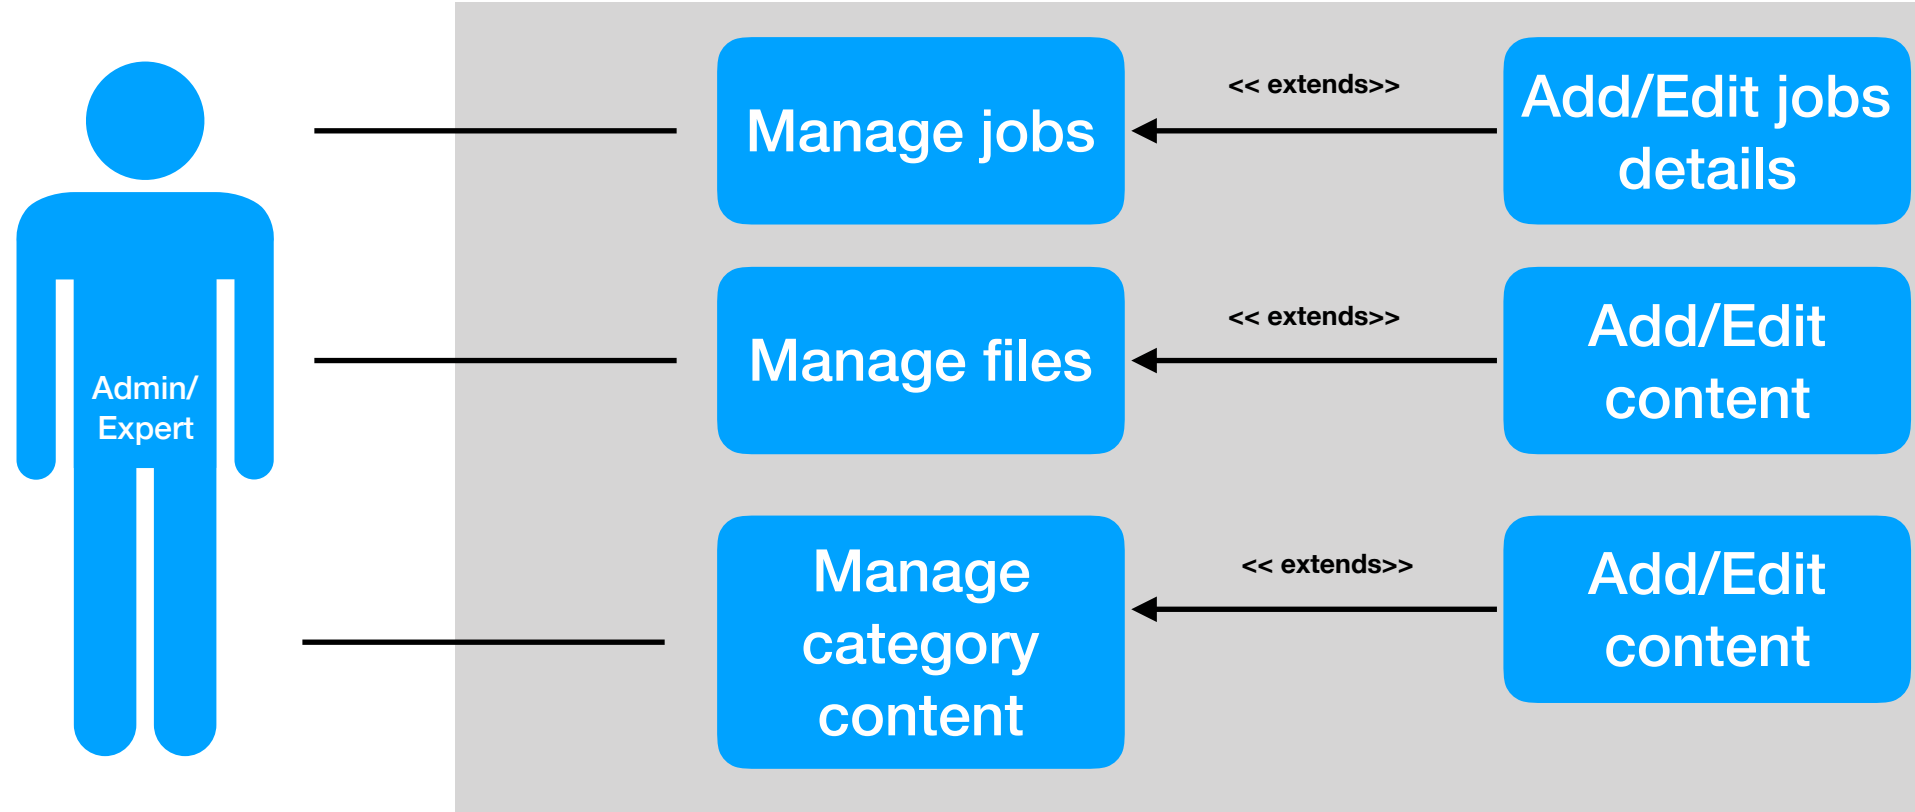 Admin/
Expert
Manage jobs
<< extends>>
Add/Edit jobs
details
Manage files
<< extends>>
Add/Edit
content
Manage
category
content
<< extends>>
Add/Edit
content